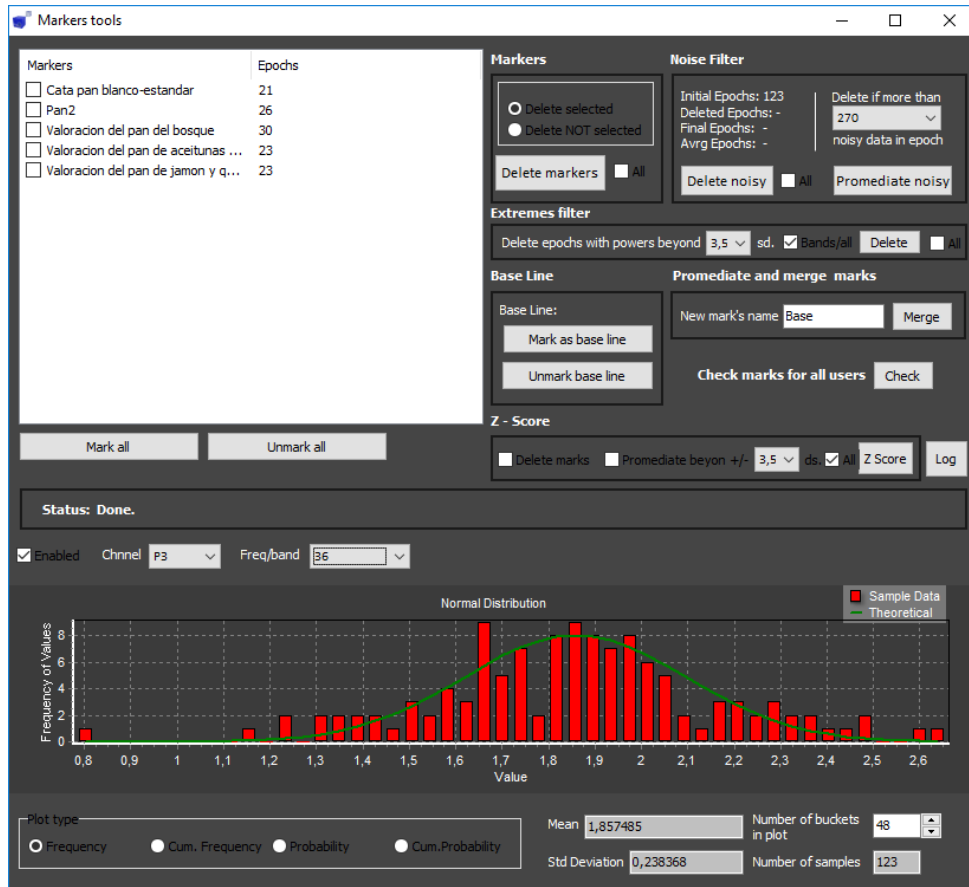 Markers tools
Markers Epochs
Cata pan blanco-estandar 21
Pan2 26
Valoracion del pan del bosque 30
Valoracion del pan de aceitunas ... 23
Valoracion del pan de jamon y q... 23
Mark all Unmark all
Markers
Delete selected
Delete NOT selected
Delete markers All
Noise Filter
Initial Epochs: 123
Deleted Epochs: -
Final Epochs: -
Avrg Epochs: -
Delete if more than
270
noisy data in epoch
Delete noisy All Promediate noisy
Extremes filter
Delete epochs with powers beyond 3,5 sd. Bands/all Delete All
Base Line
Base Line:
Mark as base line
Unmark base line
Promediate and merge marks
New mark's name Base Merge
Check marks for all users Check
Z - Score
Delete marks Promediate beyon +/- 3,5 ds. All Z Score Log
Status: Done.
Enabled Chnnel P3 Freq/band 36
Normal Distribution
Sample Data
Theoretical
Frequency of Values
8
6
4
2
0
0,8 0,9 1 1,1 1,2 1,3 1,4 1,5 1,6 1,7 1,8 1,9 2 2,1 2,2 2,3 2,4 2,5 2,6
Value
Plot type
Frequency Cum. Frequency Probability Cum.Probability
Mean 1,857485
Std Deviation 0,238368
Number of buckets
in plot
48
Number of samples 123